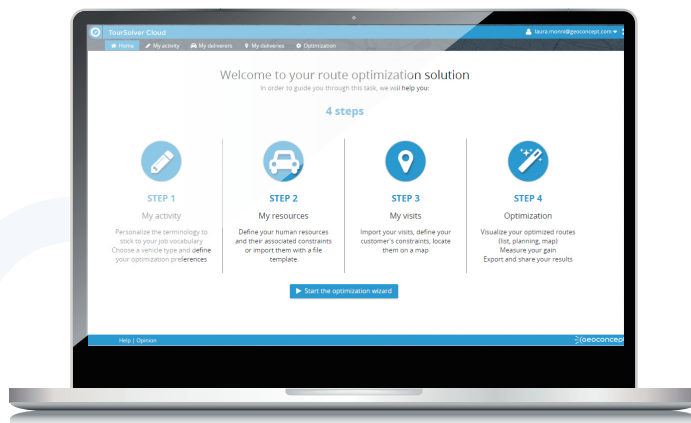 TourSolver Cloud
laura.monni@geoconcept.com
Home My activity My deliverers My deliveries Optimization
Welcome to your route optimization solution
In order to guide you through this task, we will help you:
4 steps
STEP 1
My activity
Personalize the terminology to
stick to your job vocabulary
Choose a vehicle type and define
your optimization preferences
STEP 2
My resources
Define your human resources
and their associated constraints
or import them with a file
template
STEP 3
My visits
Import your visits, define your
customer's constraints, locate
them on a map
STEP 4
Optimization
Visualize your optimized routes
(list, planning, map)
Measure your gain
Export and share your results
Start the optimization wizard
Help | Opinion
geoconcept